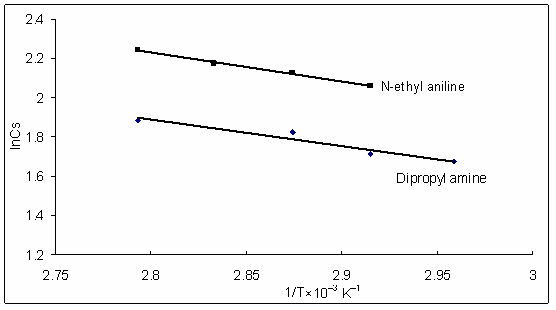 2.4
2.2
2
1.8
1.6
1.4
1.2
lnCs
N-ethyl aniline
Dipropyl amine
2.75 2.8 2.85 2.9 2.95 3
1/T×10⁻³ K⁻¹